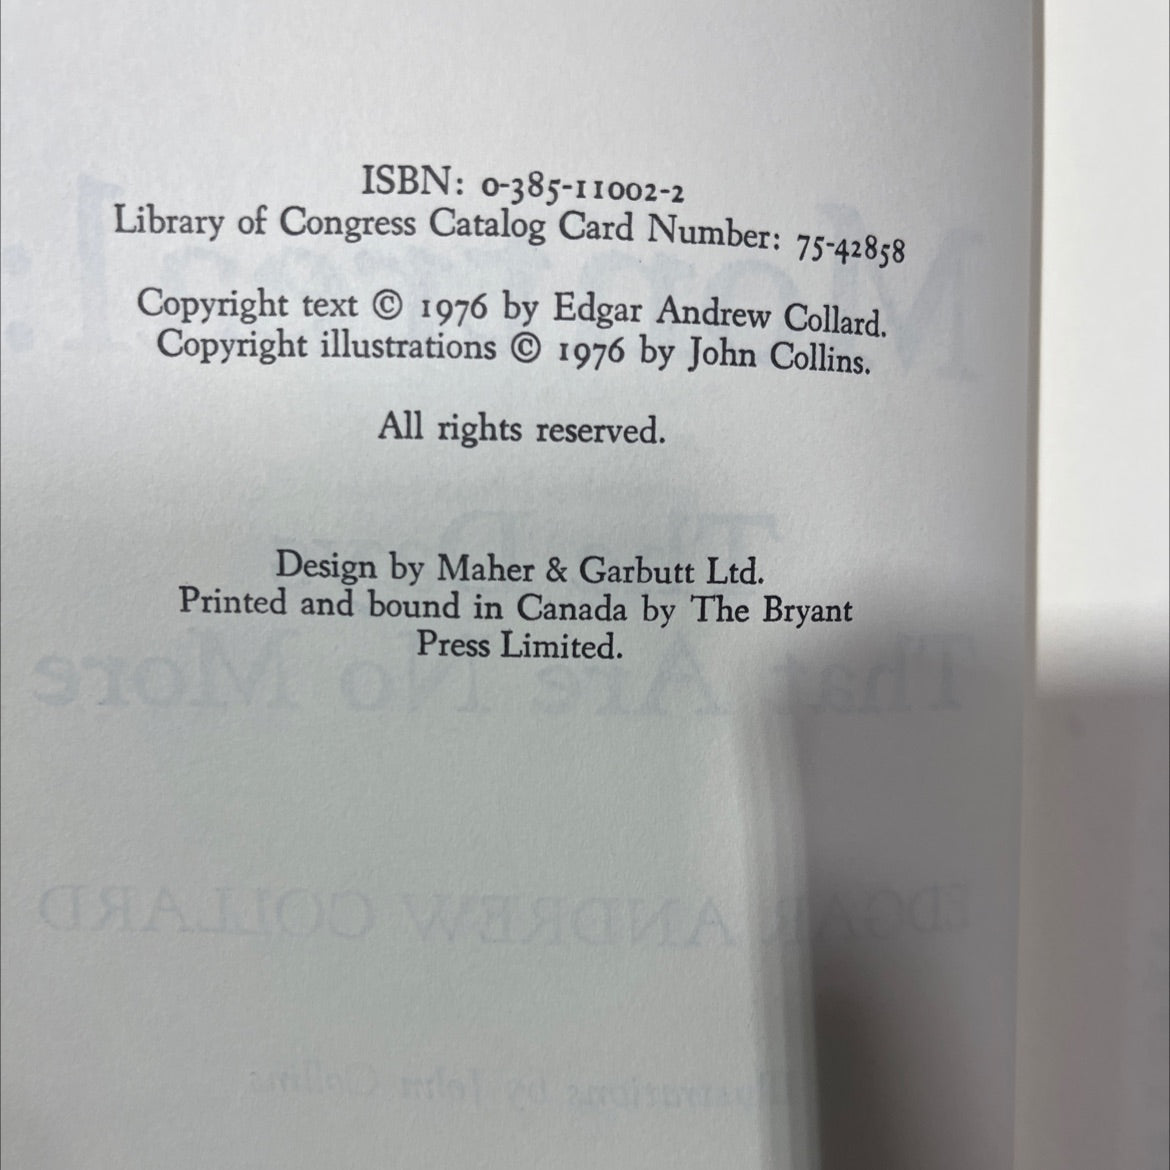 ISBN: 0-385-11002-2
Library of Congress Catalog Card Number: 75-42858
Copyright text © 1976 by Edgar Andrew Collard.
Copyright illustrations © 1976 by John Collins.
All rights reserved.
Design by Maher & Garbutt Ltd.
Printed and bound in Canada by The Bryant
Press Limited.